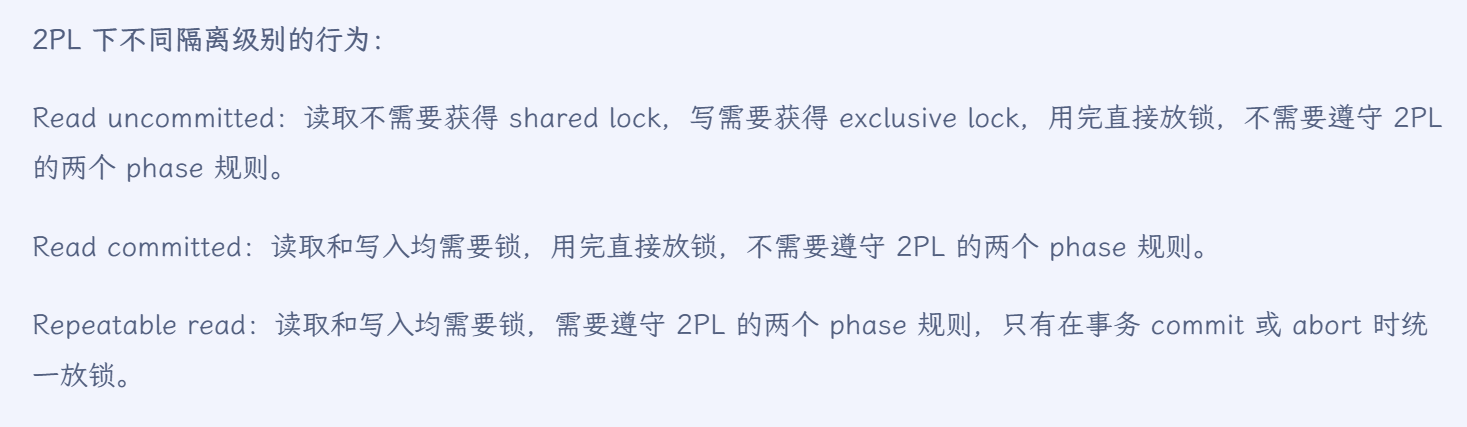 2PL 下不同隔离级别的行为：
Read uncommitted：读取不需要获得 shared lock，写需要获得 exclusive lock，用完直接放锁，不需要遵守 2PL
的两个 phase 规则。
Read committed：读取和写入均需要锁，用完直接放锁，不需要遵守 2PL 的两个 phase 规则。
Repeatable read：读取和写入均需要锁，需要遵守 2PL 的两个 phase 规则，只有在事务 commit 或 abort 时统
一放锁。